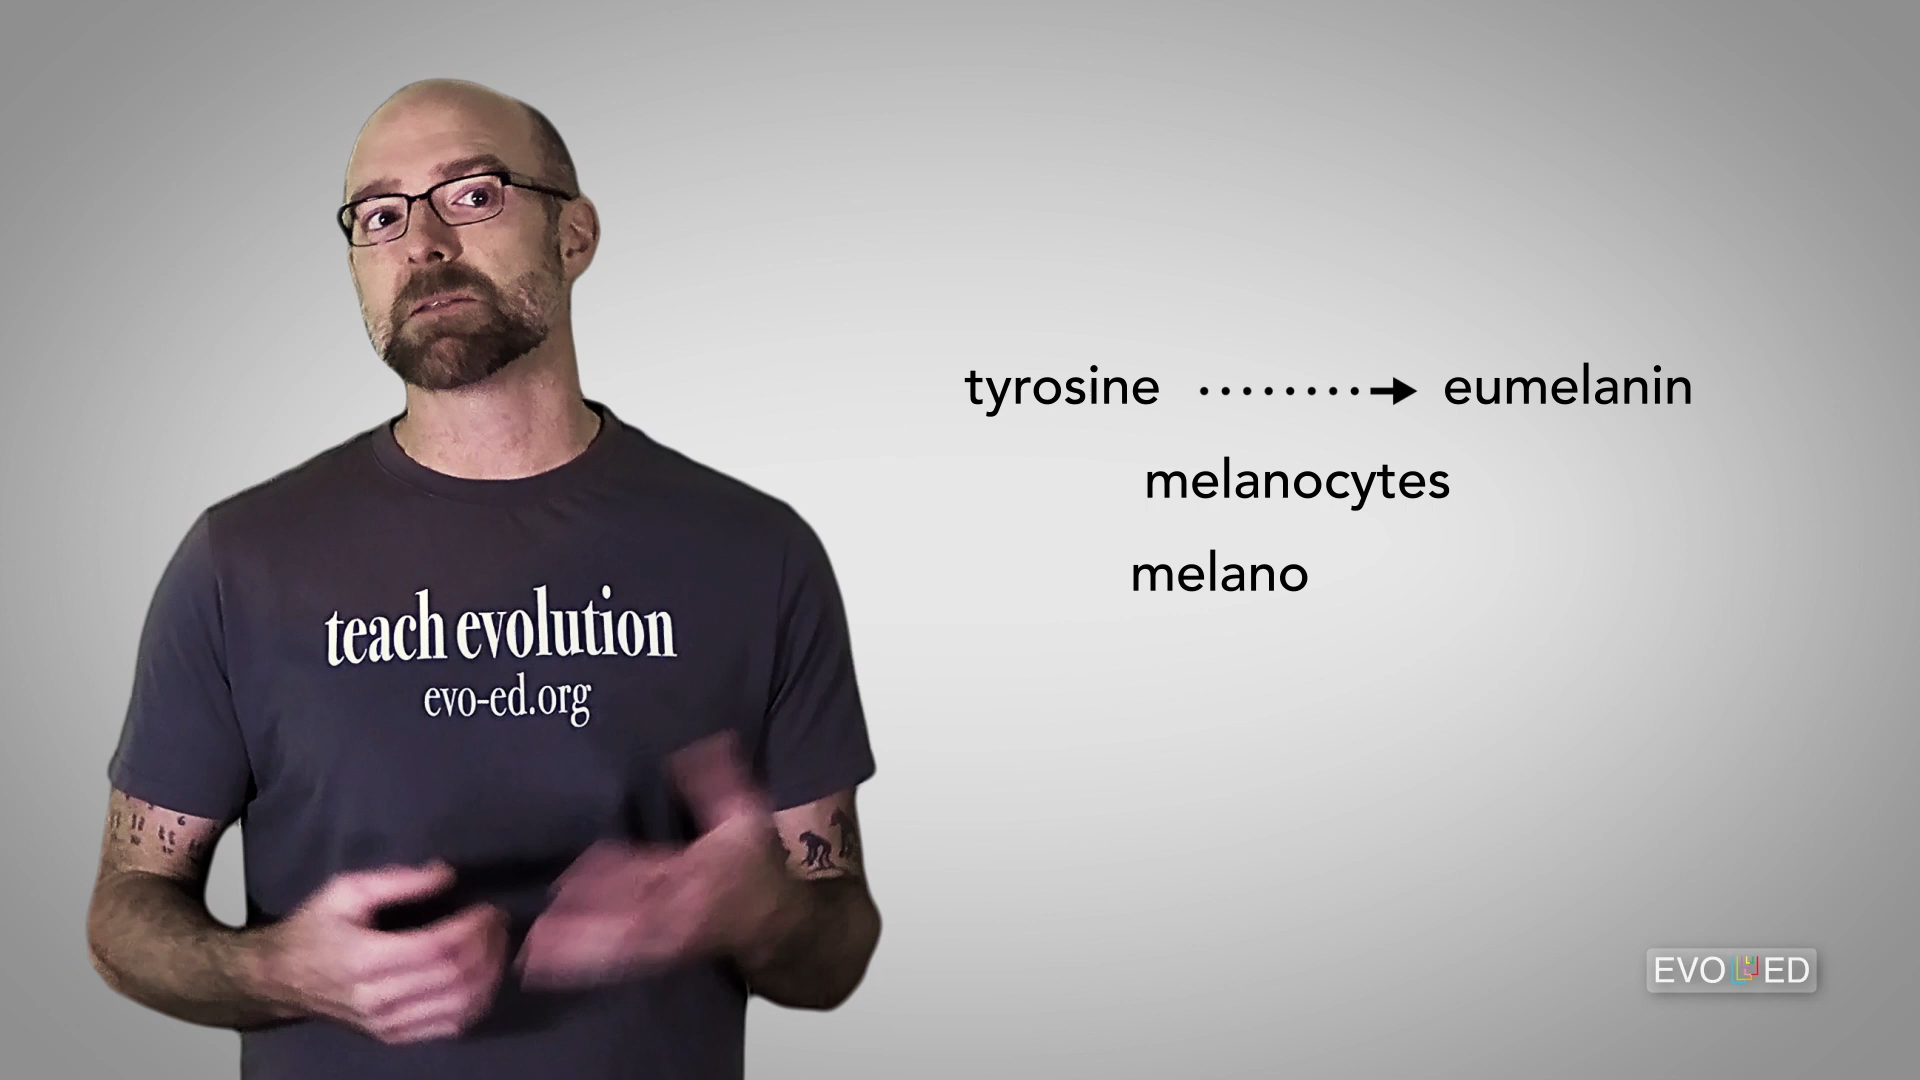 tyrosine ········→ eumelanin
melanocytes
melano
teach evolution
evo-ed.org
EVO ED